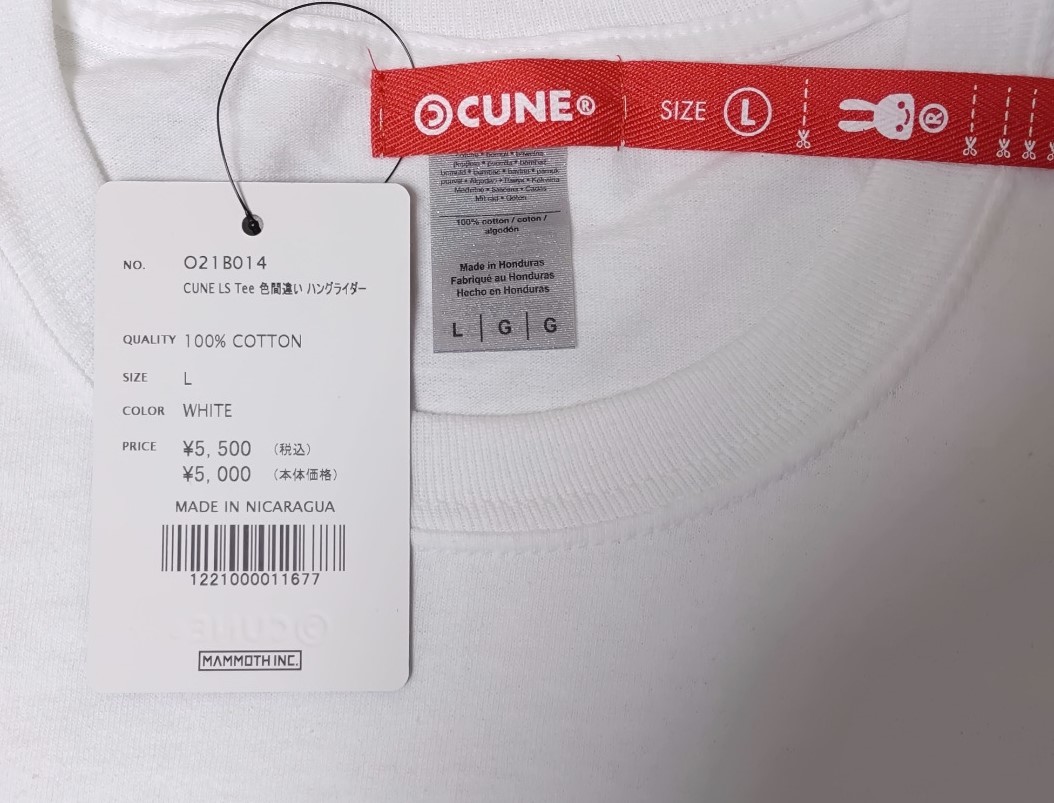 CUNE®
SIZE L
®
100% cotton / coton /
algodón
Made in Honduras
Fabriqué au Honduras
Hecho en Honduras
L | G | G
NO. O21B014
CUNE LS Tee 色間違い ハングライダー
QUALITY 100% COTTON
SIZE L
COLOR WHITE
PRICE ¥5, 500 (税込)
¥5, 000 (本体価格)
MADE IN NICARAGUA
1221000011677
CUNE
MAMMOTH INC.